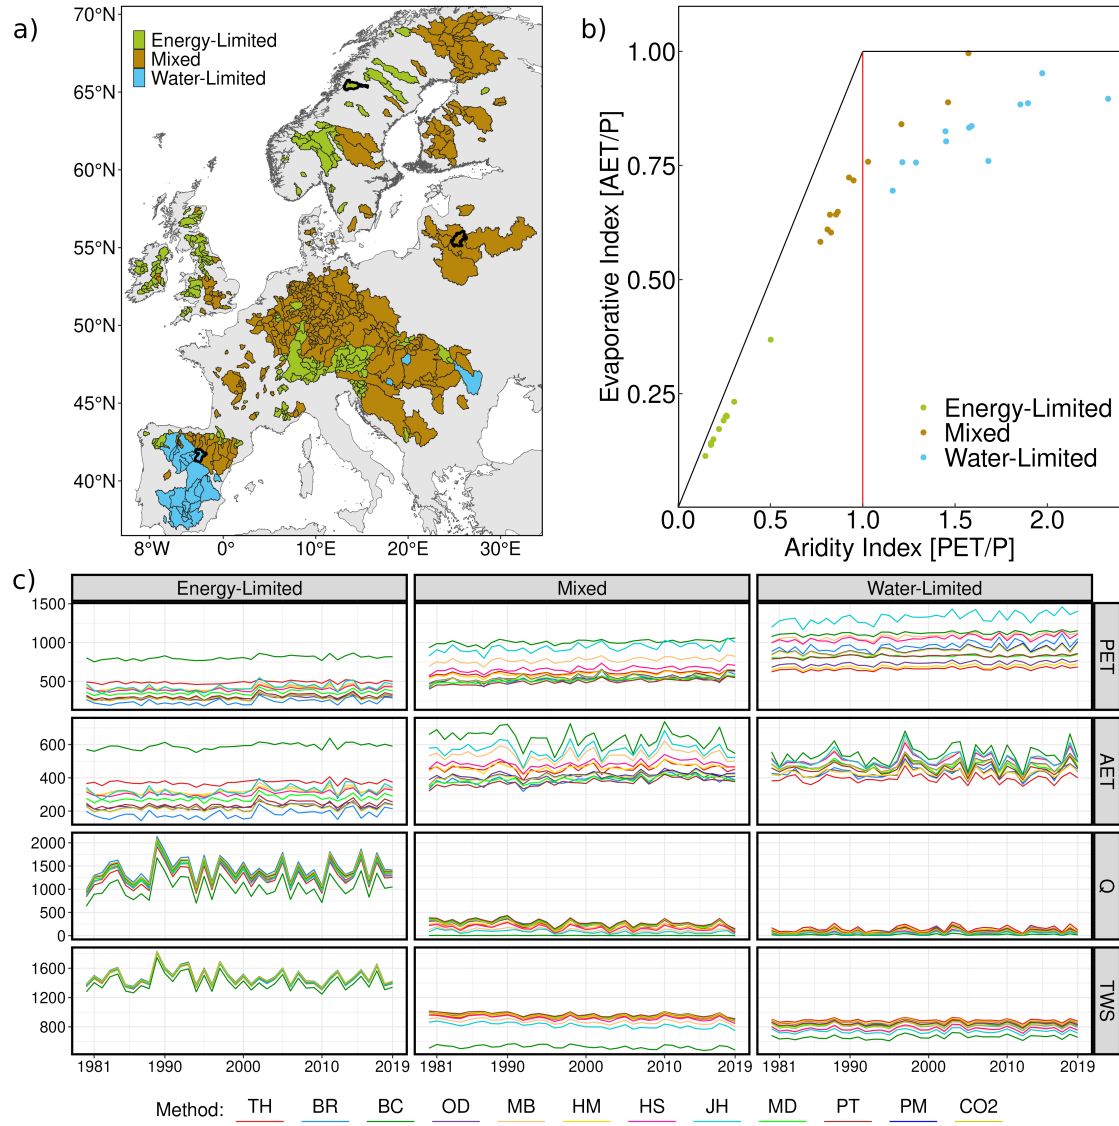 a)
70°N
65°N
60°N
55°N
50°N
45°N
40°N
8°W
0°
10°E
20°E
30°E
Energy-Limited
Mixed
Water-Limited
b)
Evaporative Index [AET/P]
1.00
0.75
0.50
0.25
0.0
0.5
1.0
1.5
2.0
Aridity Index [PET/P]
Energy-Limited
Mixed
Water-Limited
c)
Energy-Limited Mixed Water-Limited
1500
1000
500
PET
600
400
200
AET
2000
1500
1000
500
0
Q
1600
1200
800
TWS
1981 1990 2000 2010 2019 1981 1990 2000 2010 2019 1981 1990 2000 2010 2019
Method: TH BR BC OD MB HM HS JH MD PT PM CO2